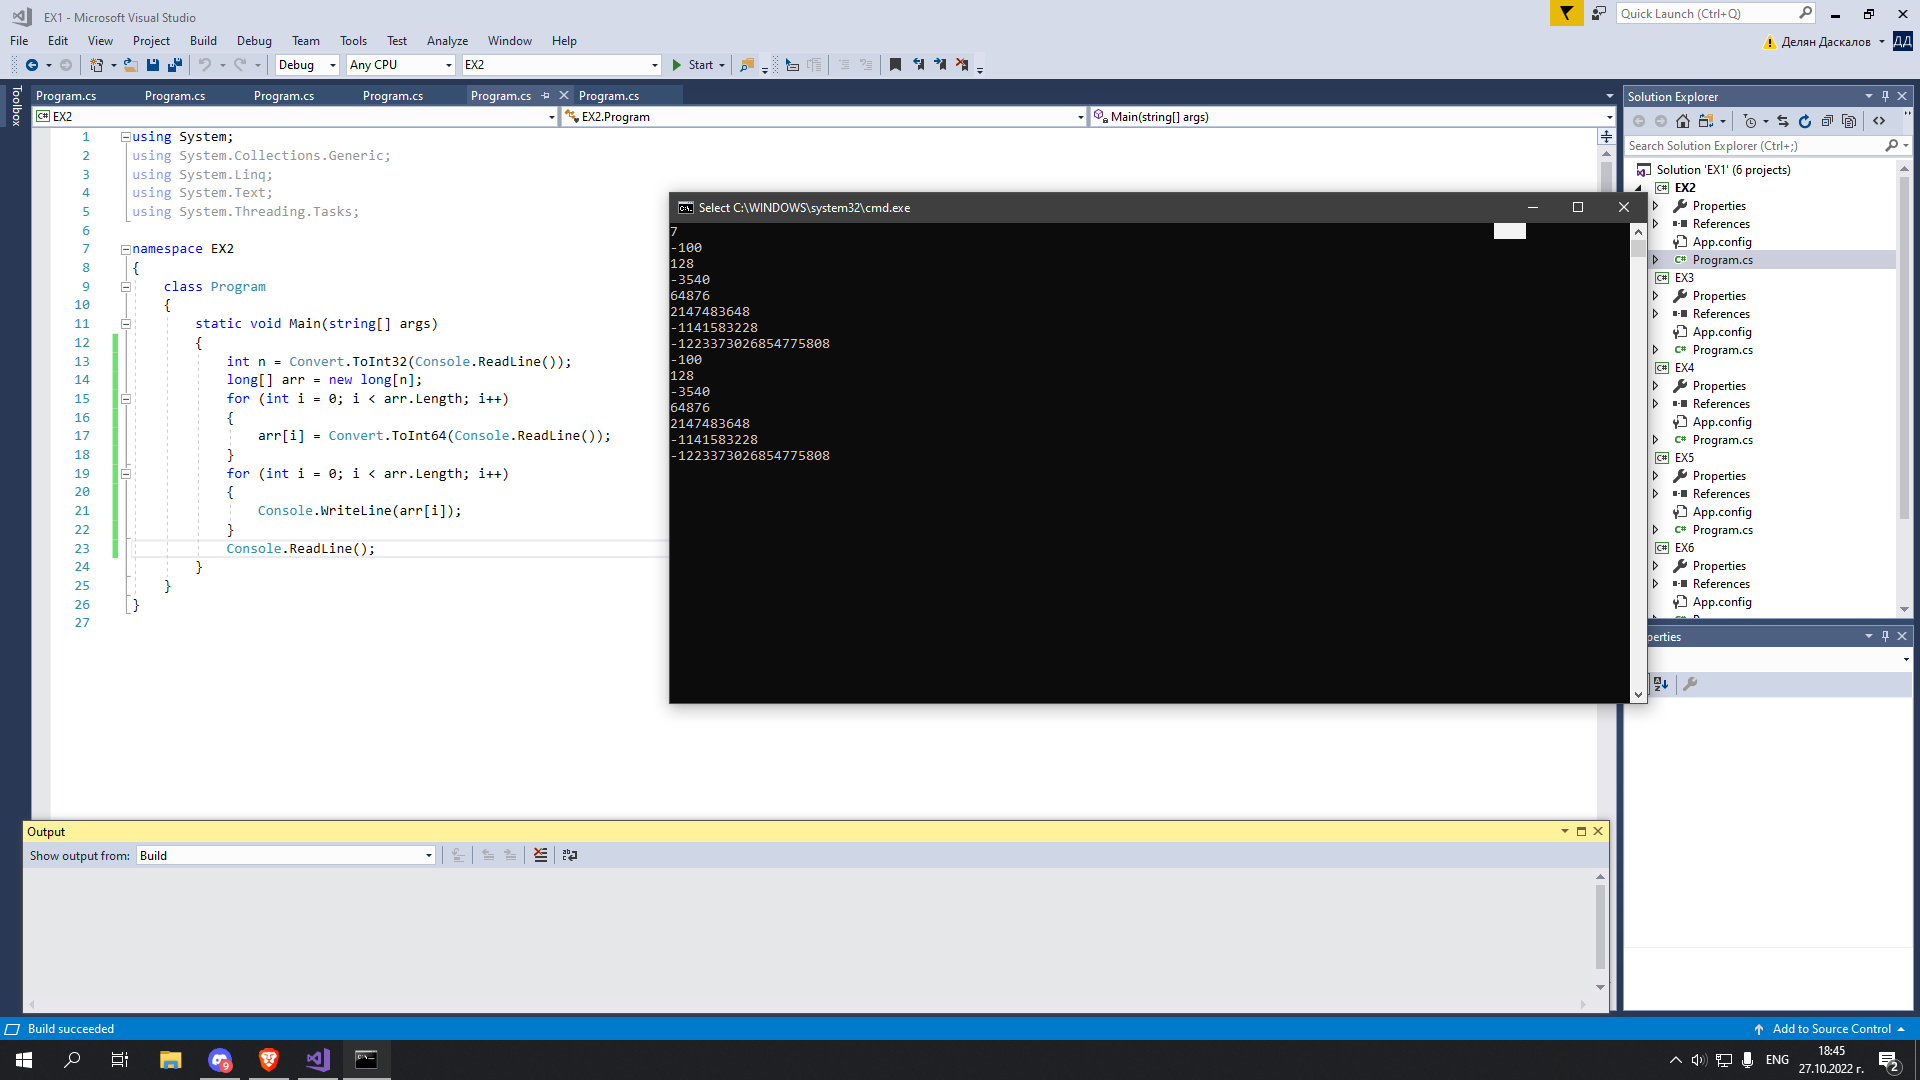 EX1 - Microsoft Visual Studio
Quick Launch (Ctrl+Q)
File Edit View Project Build Debug Team Tools Test Analyze Window Help
Делян Даскалов ДД
Debug Any CPU EX2 Start
Toolbox
Program.cs Program.cs Program.cs Program.cs Program.cs Program.cs
EX2 EX2.Program Main(string[] args)
1 using System;
2 using System.Collections.Generic;
3 using System.Linq;
4 using System.Text;
5 using System.Threading.Tasks;
6
7 namespace EX2
8 {
9 class Program
10 {
11 static void Main(string[] args)
12 {
13 int n = Convert.ToInt32(Console.ReadLine());
14 long[] arr = new long[n];
15 for (int i = 0; i < arr.Length; i++)
16 {
17 arr[i] = Convert.ToInt64(Console.ReadLine());
18 }
19 for (int i = 0; i < arr.Length; i++)
20 {
21 Console.WriteLine(arr[i]);
22 }
23 Console.ReadLine();
24 }
25 }
26 }
27
Select C:\WINDOWS\system32\cmd.exe
7
-100
128
-3540
64876
2147483648
-1141583228
-1223373026854775808
-100
128
-3540
64876
2147483648
-1141583228
-1223373026854775808
Solution Explorer
Search Solution Explorer (Ctrl+;)
Solution 'EX1' (6 projects)
C# EX2
Properties
References
App.config
C# Program.cs
C# EX3
Properties
References
App.config
C# Program.cs
C# EX4
Properties
References
App.config
C# Program.cs
C# EX5
Properties
References
App.config
C# Program.cs
C# EX6
Properties
References
App.config
perties
Output
Show output from: Build
Build succeeded
Add to Source Control
9
ENG
18:45
27.10.2022 г.
2